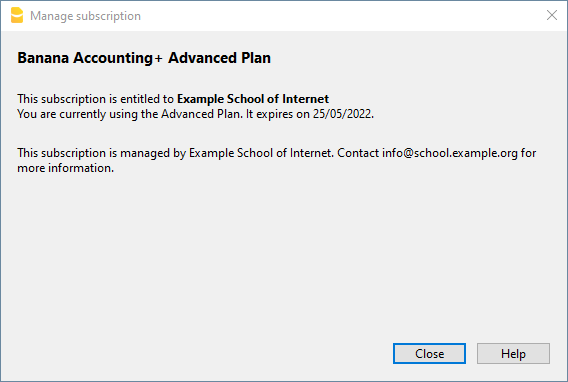 Manage subscription
Banana Accounting+ Advanced Plan
This subscription is entitled to Example School of Internet
You are currently using the Advanced Plan. It expires on 25/05/2022.
This subscription is managed by Example School of Internet. Contact info@school.example.org for
more information.
Close
Help